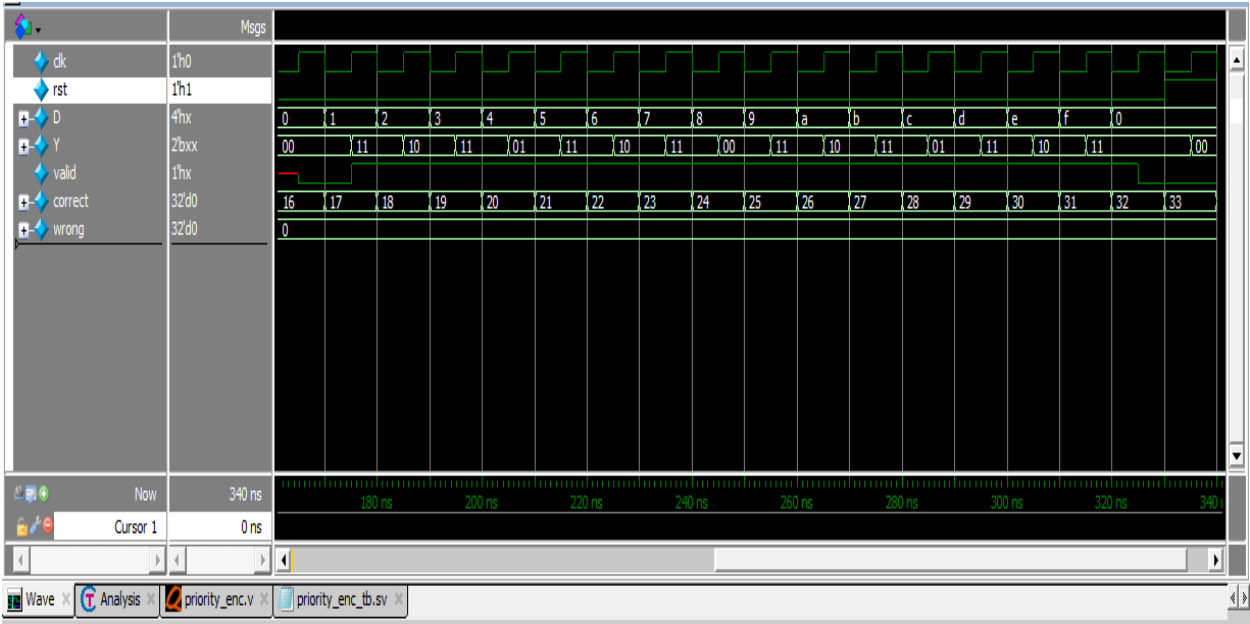 Msgs
clk 1'h0
rst 1'h1
D 4'hx 0 1 2 3 4 5 6 7 8 9 a b c d e f 0
Y 2'bxx 00 11 10 11 01 11 10 11 00 11 10 11 01 11 10 11 00
valid 1'hx
correct 32'd0 16 17 18 19 20 21 22 23 24 25 26 27 28 29 30 31 32 33
wrong 32'd0 0
Now 340 ns 180 ns 200 ns 220 ns 240 ns 260 ns 280 ns 300 ns 320 ns 340
Cursor 1 0 ns
Wave Analysis priority_enc.v priority_enc_tb.sv